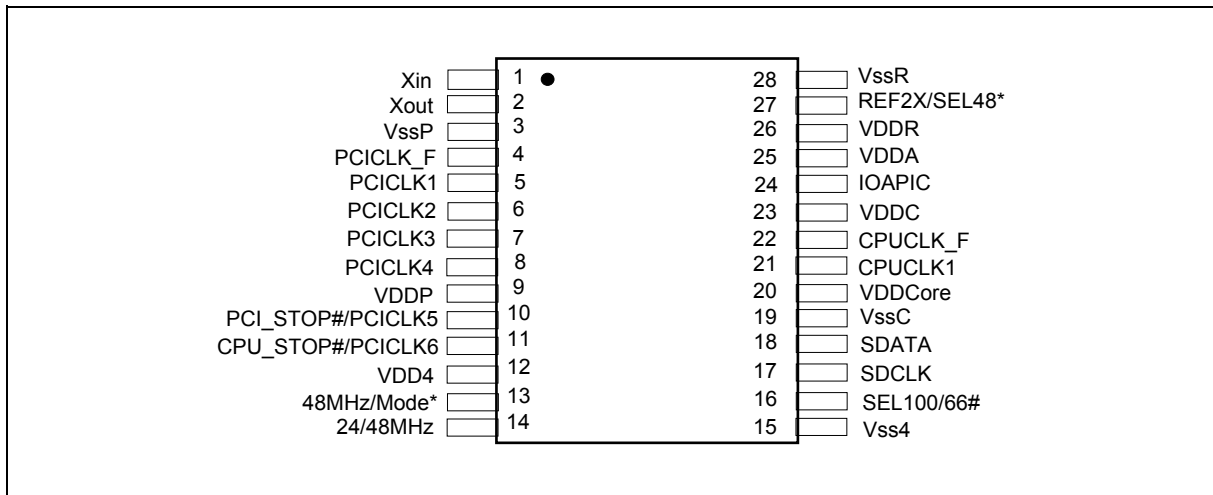 Xin 1 28 VssR
Xout 2 27 REF2X/SEL48*
VssP 3 26 VDDR
PCICLK_F 4 25 VDDA
PCICLK1 5 24 IOAPIC
PCICLK2 6 23 VDDC
PCICLK3 7 22 CPUCLK_F
PCICLK4 8 21 CPUCLK1
VDDP 9 20 VDDCore
PCI_STOP#/PCICLK5 10 19 VssC
CPU_STOP#/PCICLK6 11 18 SDATA
VDD4 12 17 SDCLK
48MHz/Mode* 13 16 SEL100/66#
24/48MHz 14 15 Vss4